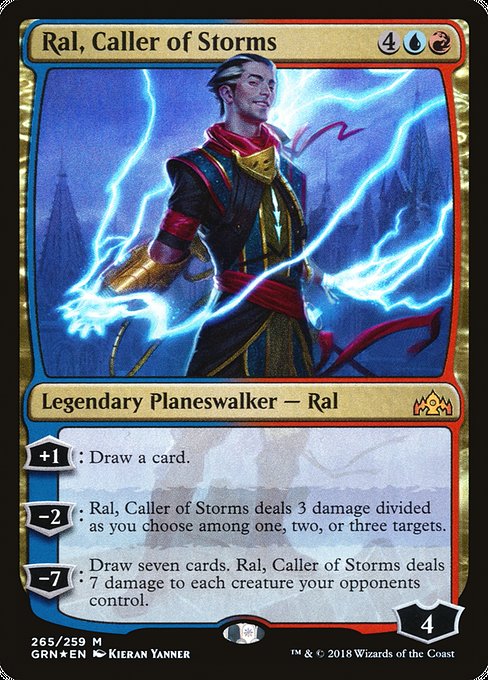 Ral, Caller of Storms 4
Legendary Planeswalker — Ral
+1 : Draw a card.
−2 : Ral, Caller of Storms deals 3 damage divided
as you choose among one, two, or three targets.
−7 : Draw seven cards. Ral, Caller of Storms deals
7 damage to each creature your opponents
control.
4
265/259 M
GRN★EN Kieran Yanner
™ & © 2018 Wizards of the Coast